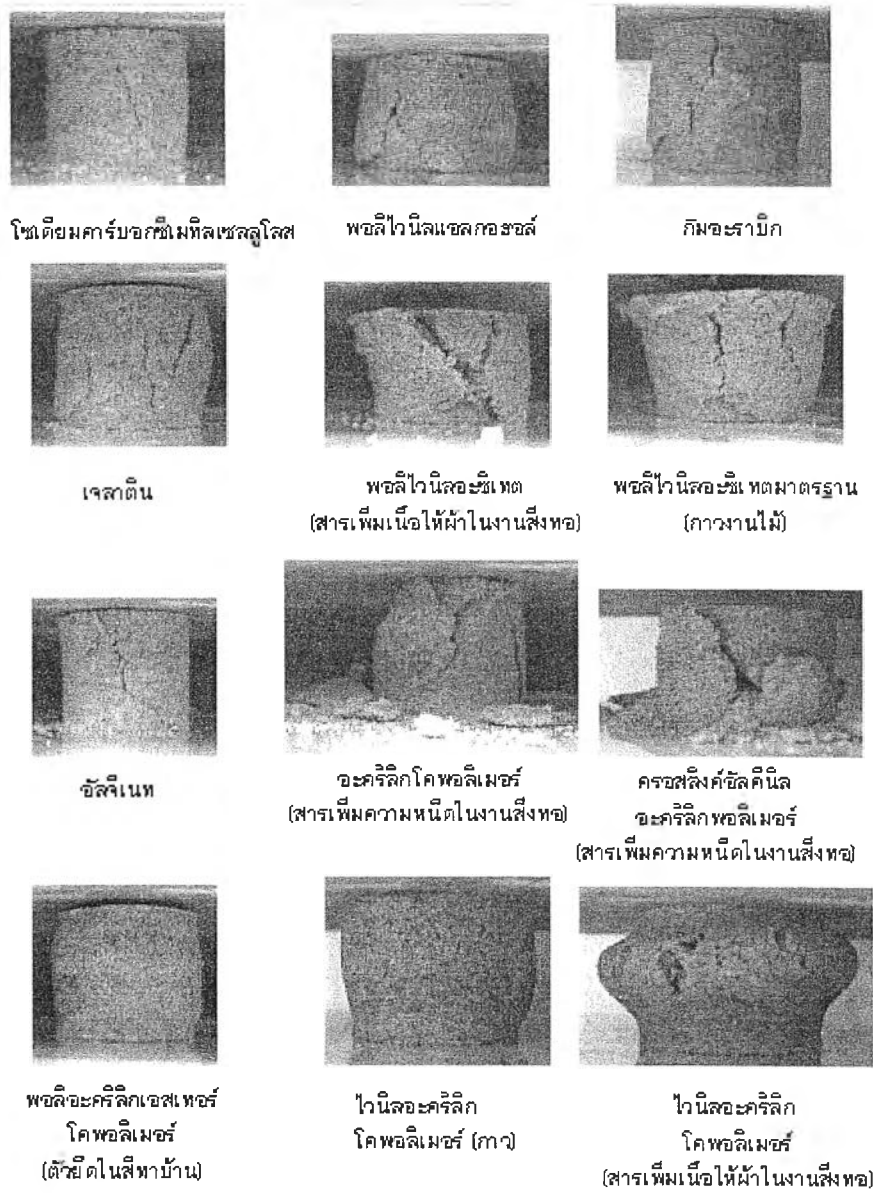 โซเดียมคาร์บอกซีเมทิลเซลลูโลส
พอลิไวนิลแอลกอฮอล์
กัมอะราบิก
เจลาติน
พอลิไวนิลอะซิเทต
(สารเพิ่มเนื้อให้ผ้าในงานสิ่งทอ)
พอลิไวนิลอะซิเทตมาตรฐาน
(กาวงานไม้)
อัลจิเนท
อะคริลิกโคพอลิเมอร์
(สารเพิ่มความหนืดในงานสิ่งทอ)
ครอสลิงค์อัลคีนิล
อะคริลิกพอลิเมอร์
(สารเพิ่มความหนืดในงานสิ่งทอ)
พอลิอะคริลิกเอสเทอร์
โคพอลิเมอร์
(ตัวยึดในสีทาบ้าน)
ไวนิลอะคริลิก
โคพอลิเมอร์ (กาว)
ไวนิลอะคริลิก
โคพอลิเมอร์
(สารเพิ่มเนื้อให้ผ้าในงานสิ่งทอ)